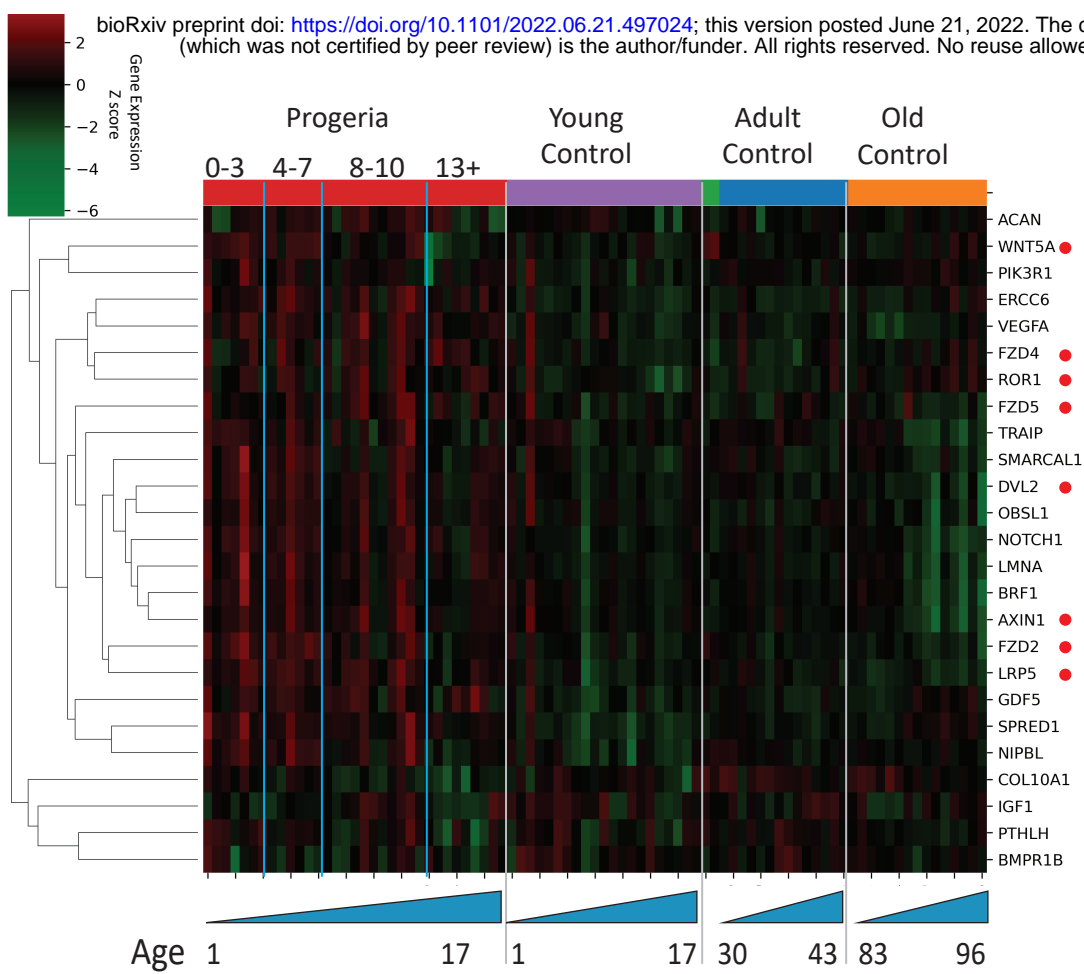 bioRxiv preprint doi: https://doi.org/10.1101/2022.06.21.497024; this version posted June 21, 2022. The
(which was not certified by peer review) is the author/funder. All rights reserved. No reuse
2
0
−2
−4
−6
Gene Expression
Z score
Progeria
Young
Control
Adult
Control
Old
Control
0-3 4-7 8-10 13+
ACAN
WNT5A
PIK3R1
ERCC6
VEGFA
FZD4
ROR1
FZD5
TRAIP
SMARCAL1
DVL2
OBSL1
NOTCH1
LMNA
BRF1
AXIN1
FZD2
LRP5
GDF5
SPRED1
NIPBL
COL10A1
IGF1
PTHLH
BMPR1B
Age 1 17 1 17 30 43 83 96